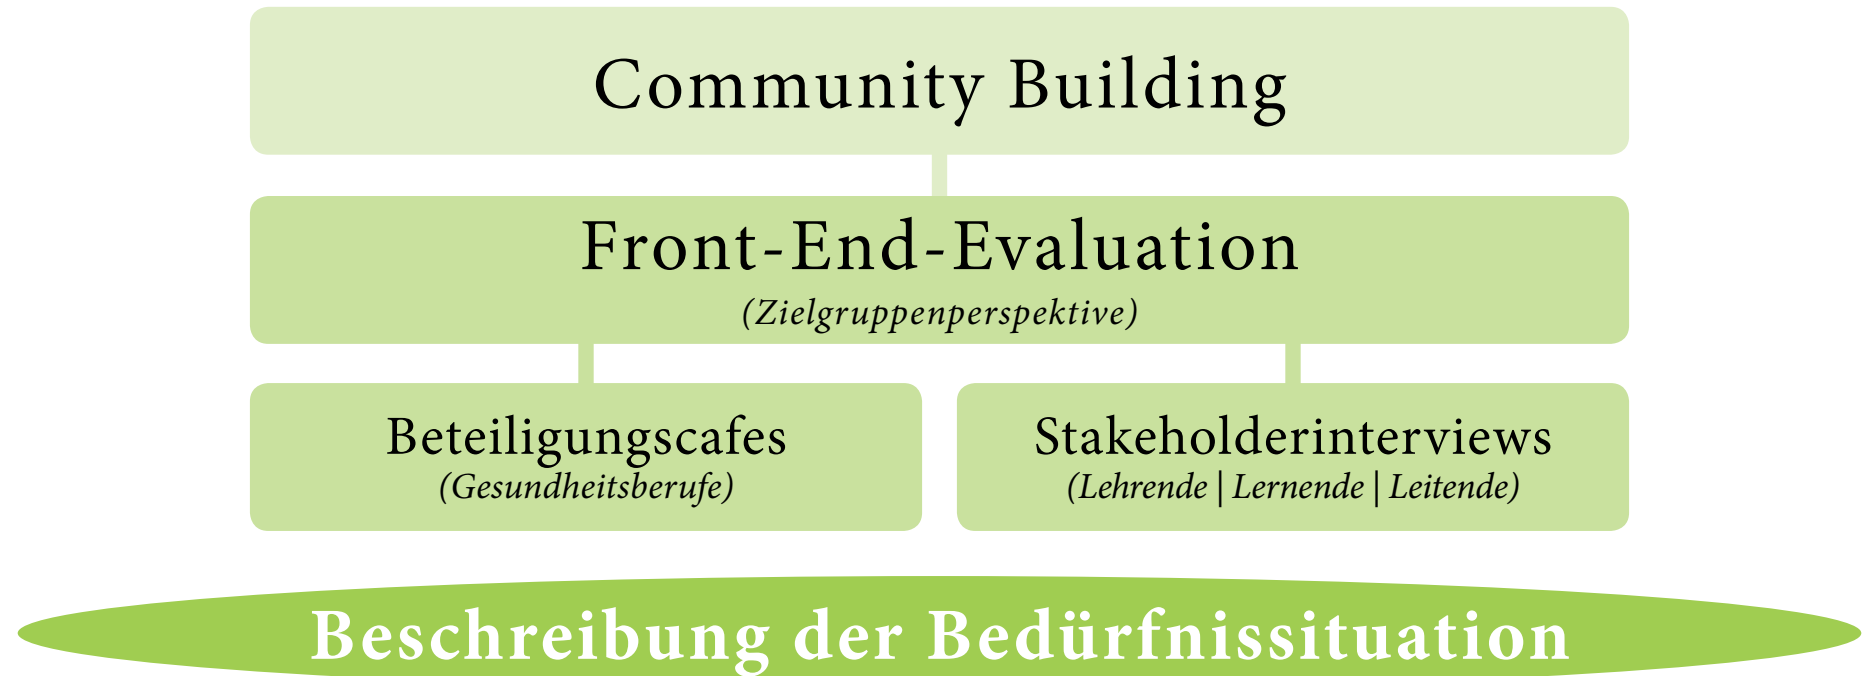 Community Building
Front-End-Evaluation
(Zielgruppenperspektive)
Beteiligungscafes
(Gesundheitsberufe)
Stakeholderinterviews
(Lehrende | Lernende | Leitende)
Beschreibung der Bedürfnissituation